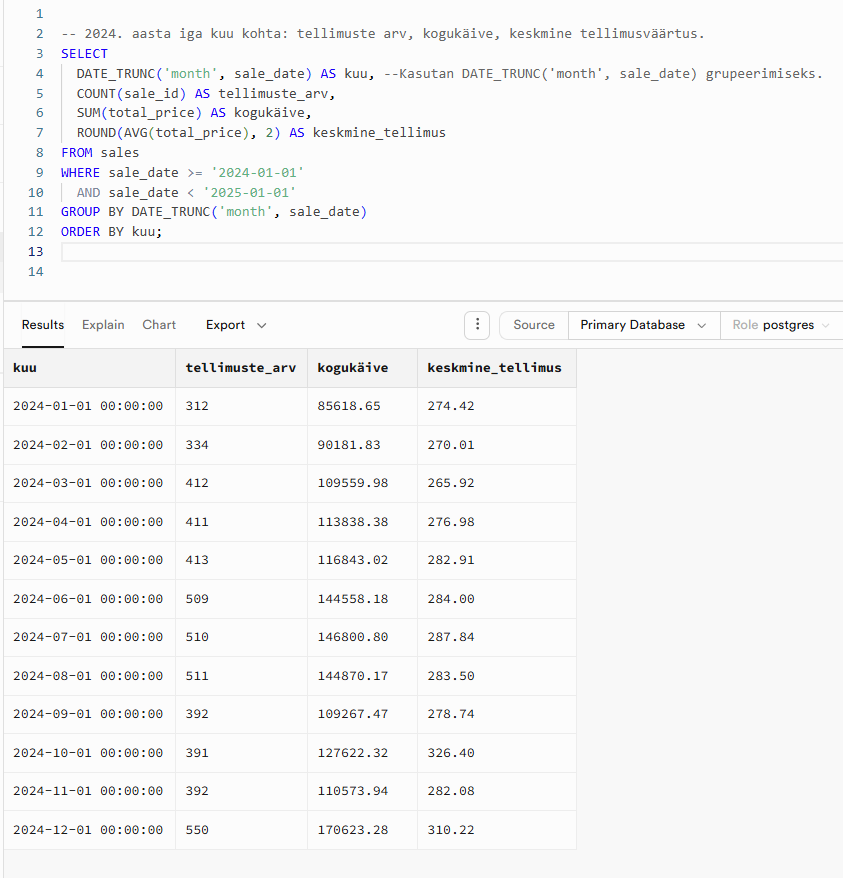 1
2 -- 2024. aasta iga kuu kohta: tellimuste arv, kogukäive, keskmine tellimusväärtus.
3 SELECT
4 DATE_TRUNC('month', sale_date) AS kuu, --Kasutan DATE_TRUNC('month', sale_date) grupeerimiseks.
5 COUNT(sale_id) AS tellimuste_arv,
6 SUM(total_price) AS kogukäive,
7 ROUND(AVG(total_price), 2) AS keskmine_tellimus
8 FROM sales
9 WHERE sale_date >= '2024-01-01'
10 AND sale_date < '2025-01-01'
11 GROUP BY DATE_TRUNC('month', sale_date)
12 ORDER BY kuu;
13
14
Results Explain Chart Export Source Primary Database Role postgres
kuu tellimuste_arv kogukäive keskmine_tellimus
2024-01-01 00:00:00 312 85618.65 274.42
2024-02-01 00:00:00 334 90181.83 270.01
2024-03-01 00:00:00 412 109559.98 265.92
2024-04-01 00:00:00 411 113838.38 276.98
2024-05-01 00:00:00 413 116843.02 282.91
2024-06-01 00:00:00 509 144558.18 284.00
2024-07-01 00:00:00 510 146800.80 287.84
2024-08-01 00:00:00 511 144870.17 283.50
2024-09-01 00:00:00 392 109267.47 278.74
2024-10-01 00:00:00 391 127622.32 326.40
2024-11-01 00:00:00 392 110573.94 282.08
2024-12-01 00:00:00 550 170623.28 310.22